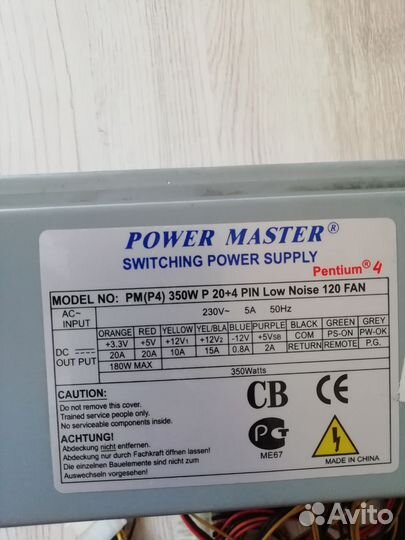 POWER MASTER®
SWITCHING POWER SUPPLY
Pentium® 4
MODEL NO: PM(P4) 350W P 20+4 PIN Low Noise 120 FAN
AC~ INPUT 230V~ 5A 50Hz
ORANGE RED YELLOW YEL/BLA BLUE PURPLE BLACK GREEN GREY
DC OUT PUT +3.3V +5V +12V1 +12V2 -12V +5VSB COM PS-ON PW-OK
20A 20A 10A 15A 0.8A 2A RETURN REMOTE P.G.
180W MAX 350Watts
CAUTION:
Do not remove this cover.
Trained service people only.
No serviceable components inside.
ACHTUNG!
Abdeckung nicht entfernen.
Abdeckung nur durch Fachkraft öffnen.
Die einzelnen Bauelemente sind nicht zum
Auswechseln vorgesehen!
CB
РСТ
ME67
MADE IN CHINA
Avito